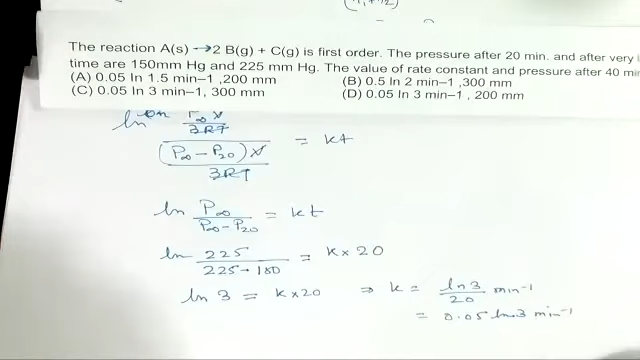 The reaction A(s) → 2 B(g) + C(g) is first order. The pressure after 20 min. and after very
time are 150mm Hg and 225 mm Hg. The value of rate constant and pressure after 40 min
(A) 0.05 ln 1.5 min–1 ,200 mm (B) 0.5 ln 2 min–1 ,300 mm
(C) 0.05 ln 3 min–1, 300 mm (D) 0.05 ln 3 min–1 , 200 mm
ln P∞ V / 3RT / (P∞ – P20) V / 3RT = kt
ln P∞ / P∞ – P20 = kt
ln 225 / 225 – 150 = k × 20
ln 3 = k × 20 ⇒ k = ln 3 / 20 min-1
= 0.05 ln 3 min-1